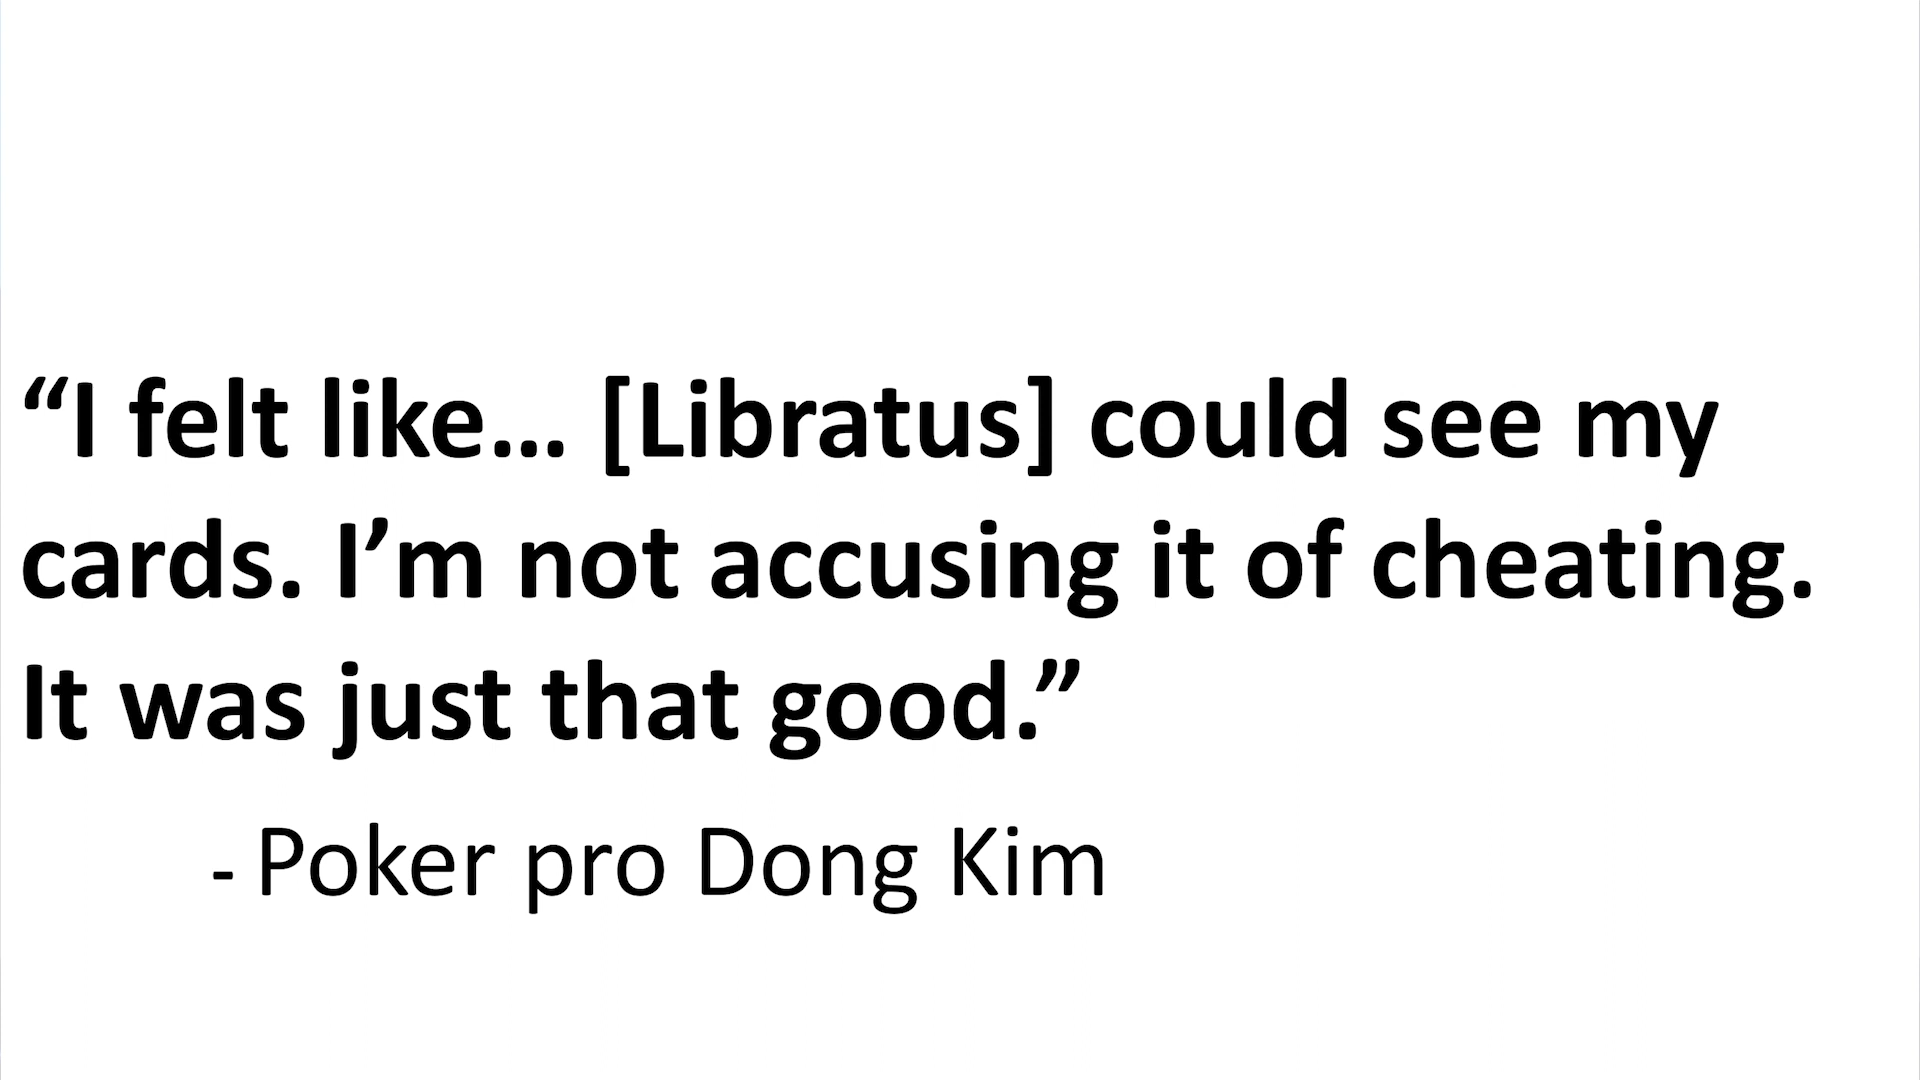 “I felt like… [Libratus] could see my
cards. I’m not accusing it of cheating.
It was just that good.”
- Poker pro Dong Kim